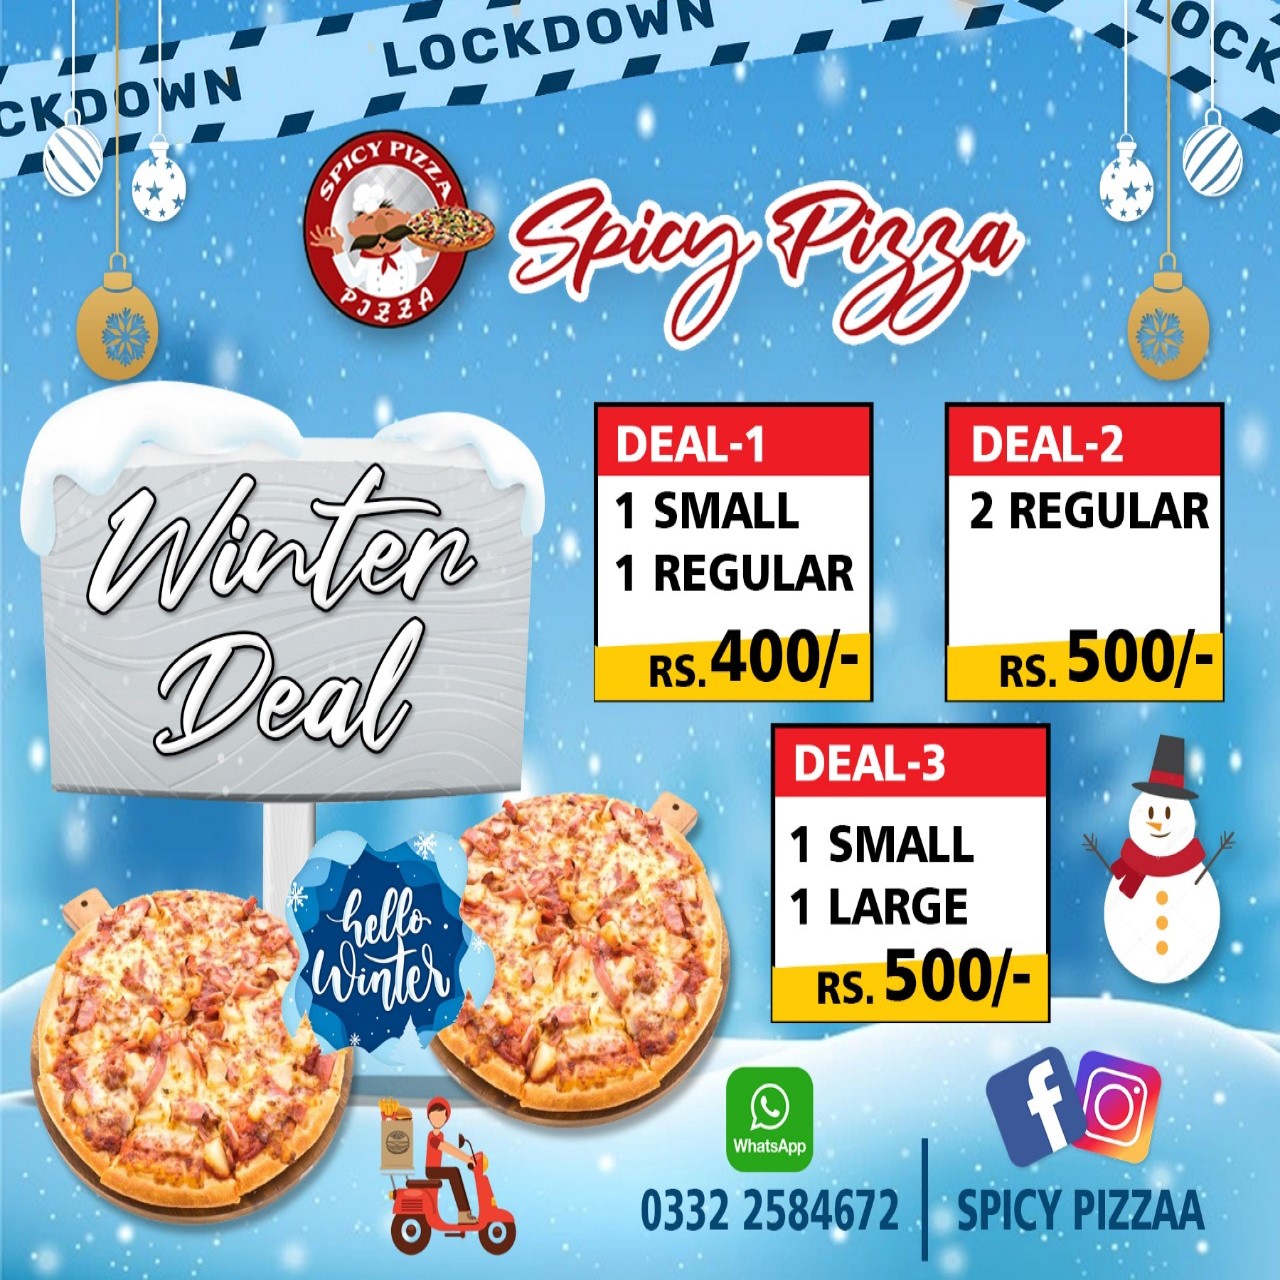 CKDOWN
LOCKDOWN
LOCK
SPICY PIZZA
PIZZA
Spicy Pizza
Winter
Deal
DEAL-1
1 SMALL
1 REGULAR
RS. 400/-
DEAL-2
2 REGULAR
RS. 500/-
DEAL-3
1 SMALL
1 LARGE
RS. 500/-
hello
Winter
WhatsApp
0332 2584672
SPICY PIZZAA